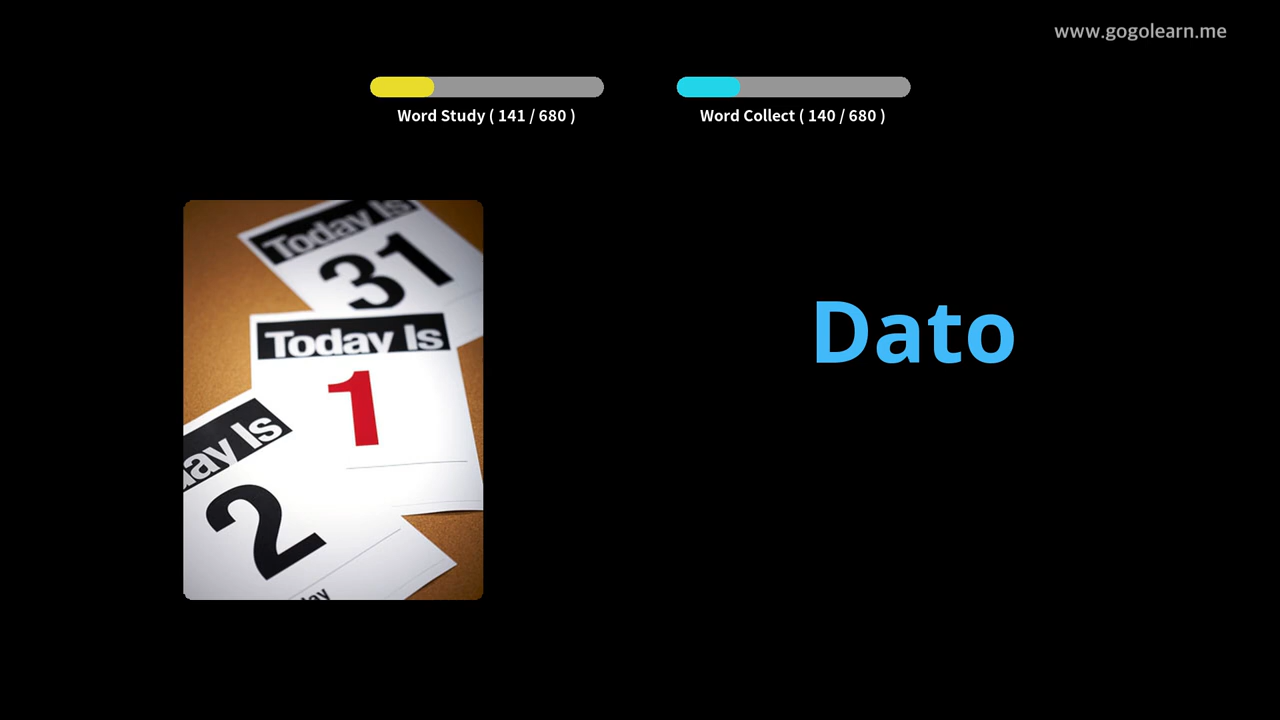 www.gogolearn.me
Word Study ( 141 / 680 )
Word Collect ( 140 / 680 )
Today Is
31
Today Is
1
Dato
day Is
2